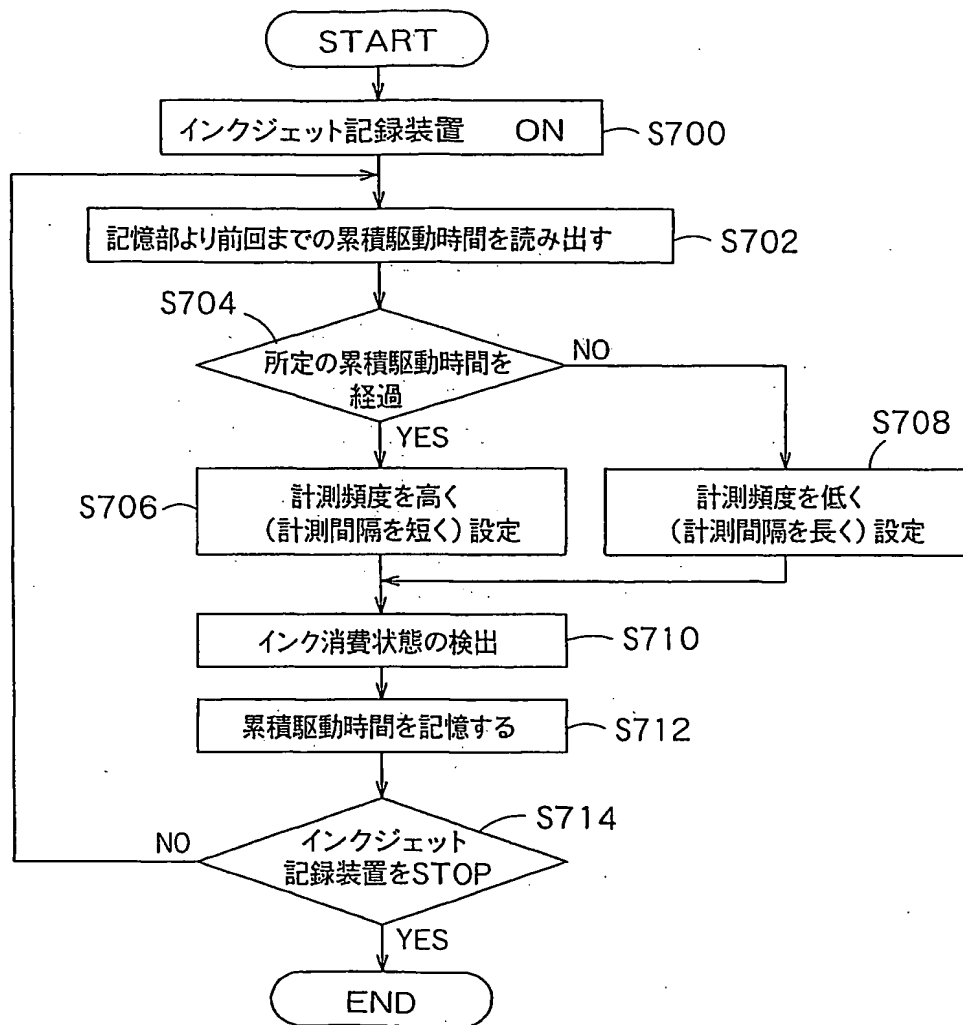 START
インクジェット記録装置 ON
S700
記憶部より前回までの累積駆動時間を読み出す
S702
S704
所定の累積駆動時間を
経過
NO
YES
S708
S706
計測頻度を高く
(計測間隔を短く)設定
計測頻度を低く
(計測間隔を長く)設定
インク消費状態の検出
S710
累積駆動時間を記憶する
S712
S714
インクジェット
記録装置をSTOP
NO
YES
END